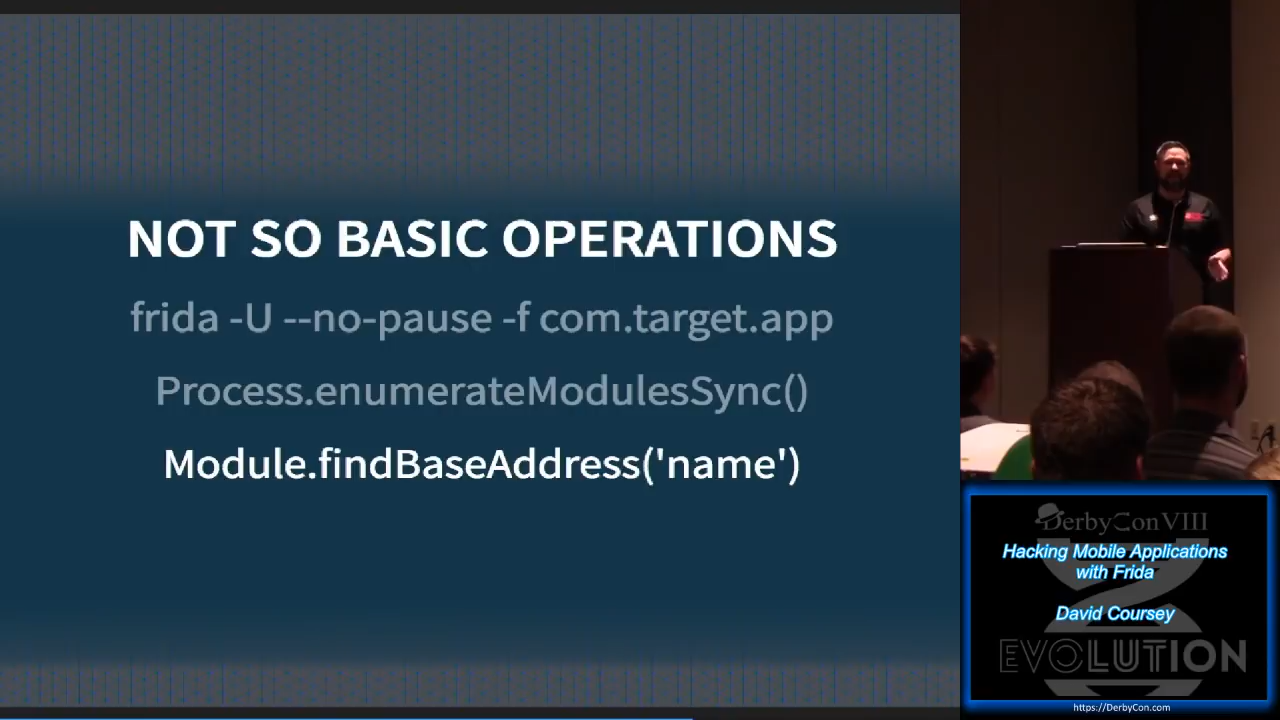 NOT SO BASIC OPERATIONS
frida -U --no-pause -f com.target.app
Process.enumerateModulesSync()
Module.findBaseAddress('name')
DerbyCon VIII
Hacking Mobile Applications
with Frida
David Coursey
EVOLUTION
https://DerbyCon.com